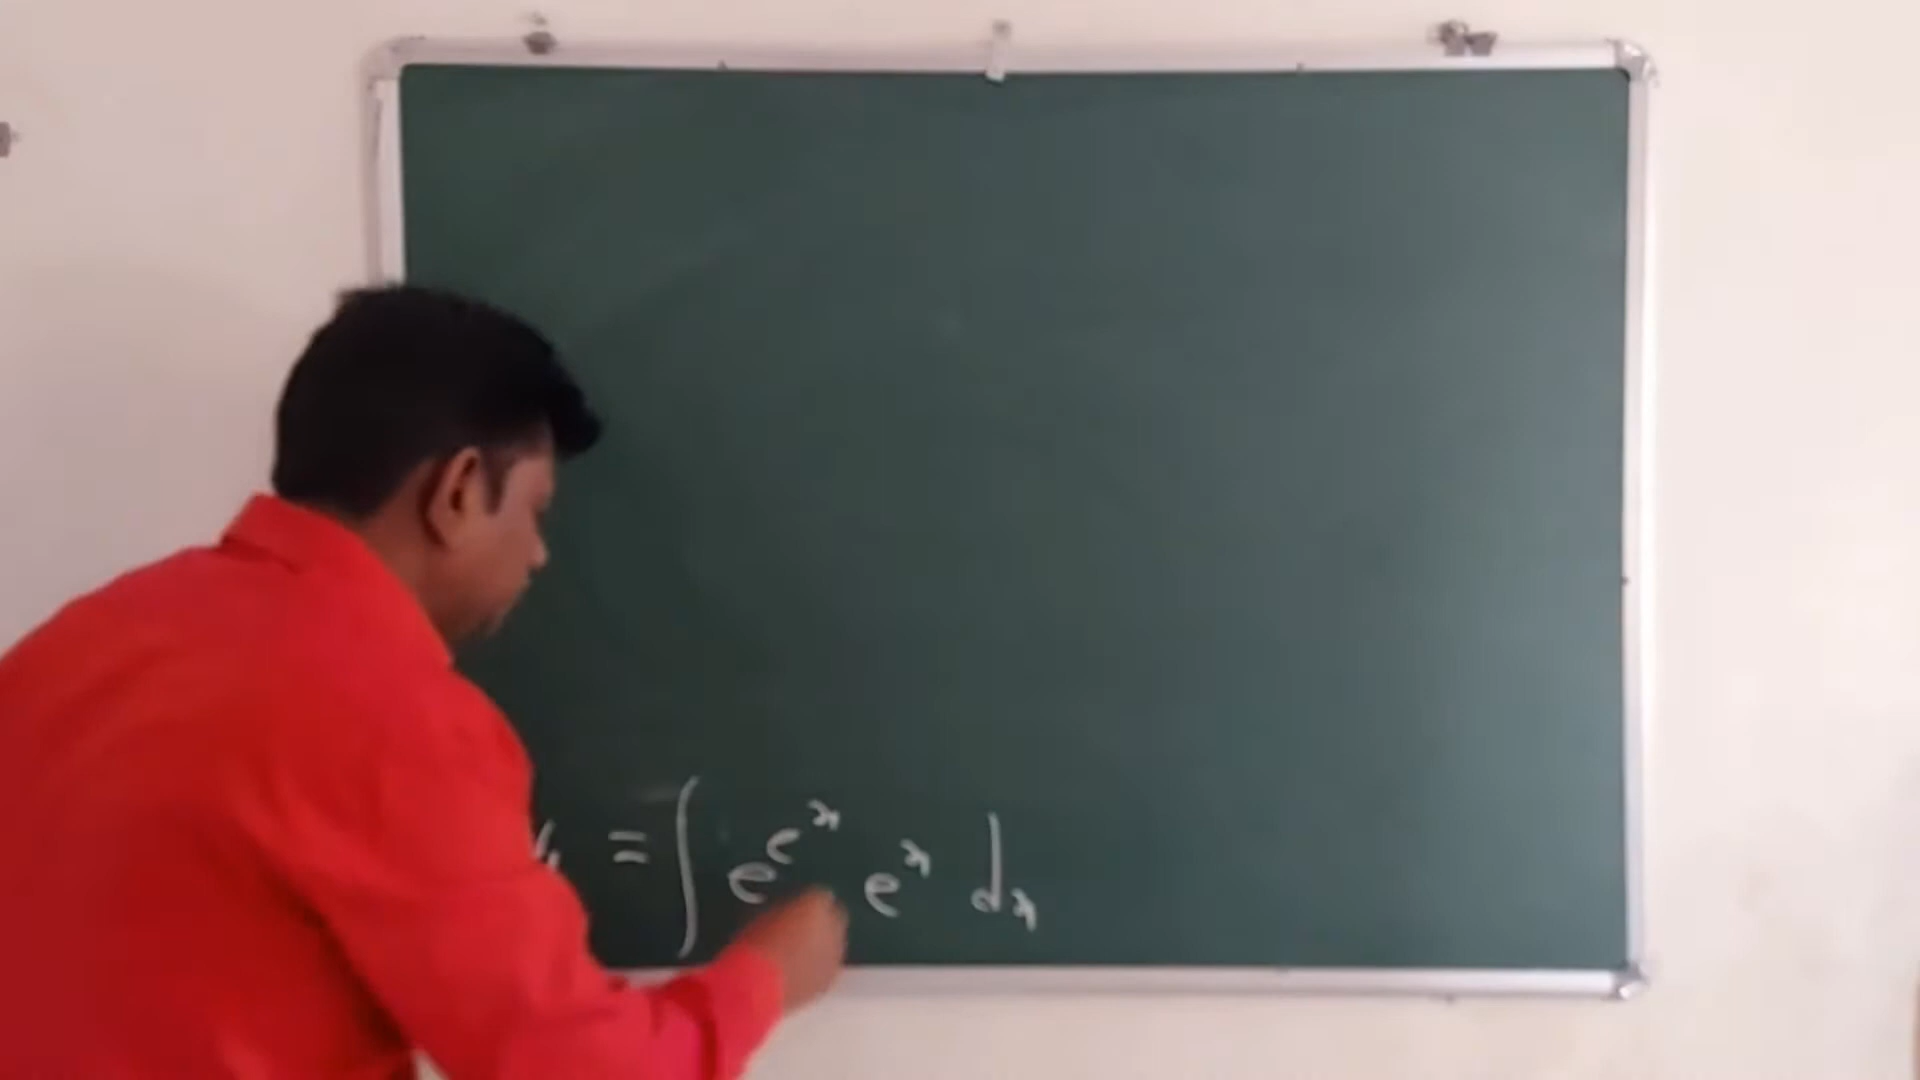 = ∫ e^{e^x} e^x dx